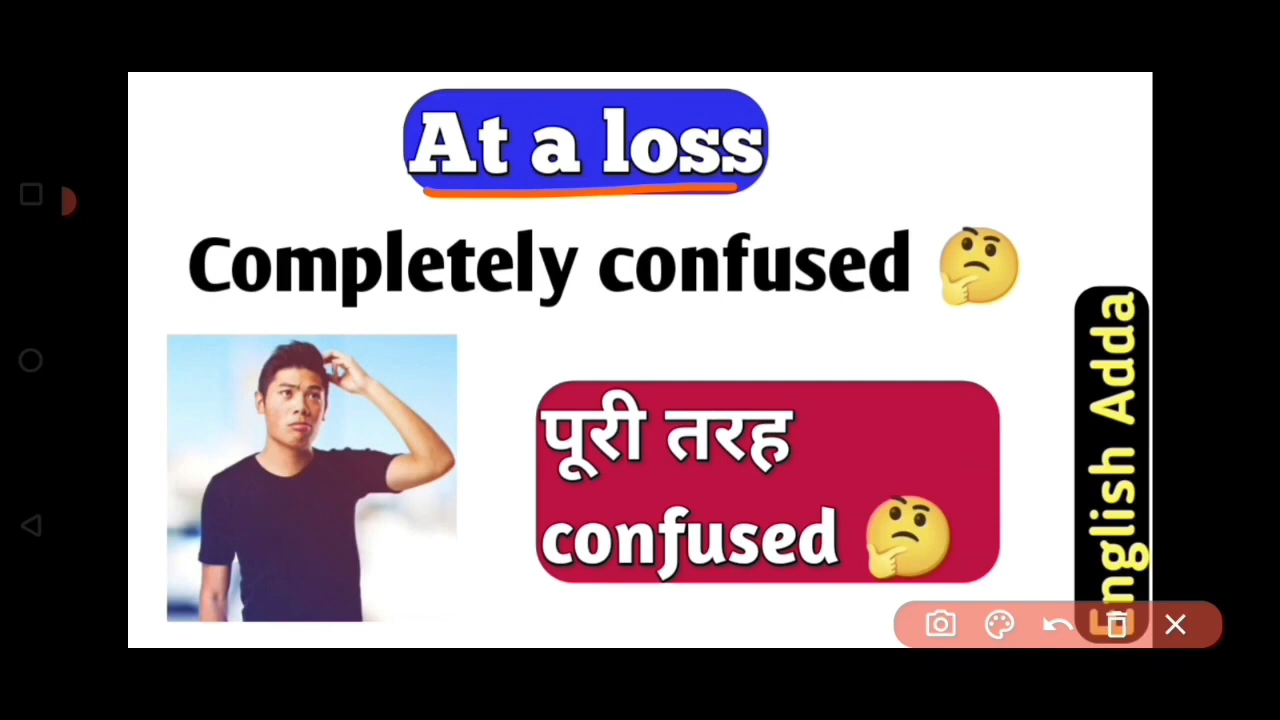 At a loss
Completely confused 🤔
पूरी तरह
confused 🤔
English Adda